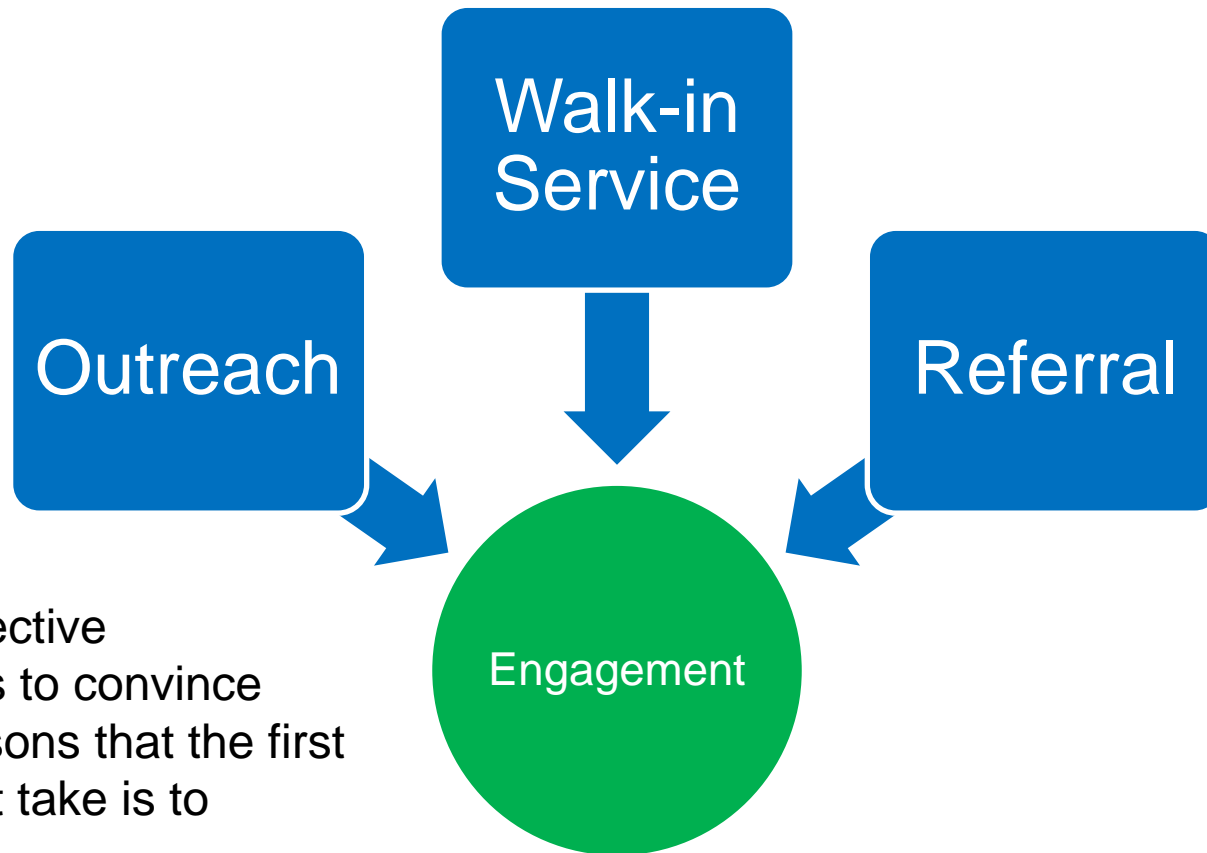 Walk-in
Service
Outreach
Referral
Engagement
ective
s to convince
sons that the first
t take is to